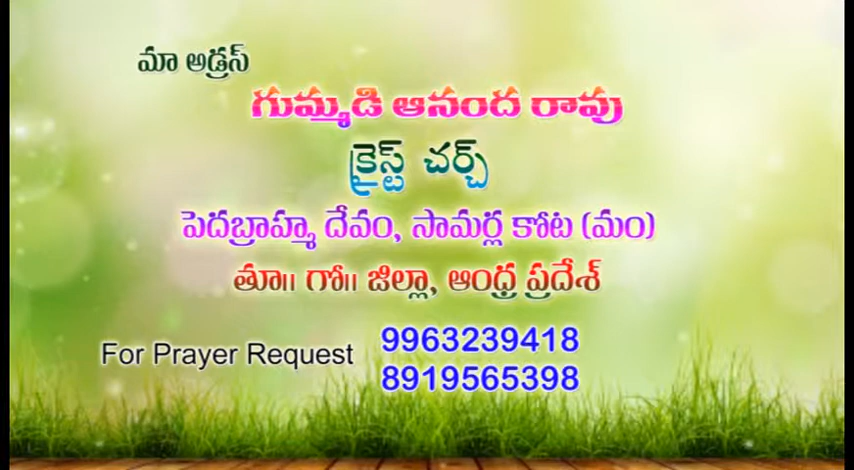 మా అడ్రస్
గుమ్మడి ఆనంద రావు
క్రైస్ట్ చర్చ్
పెదబ్రాహ్మ దేవం, సామర్ల కోట (మం)
తూ॥ గో॥ జిల్లా, ఆంధ్ర ప్రదేశ్
For Prayer Request 9963239418
8919565398